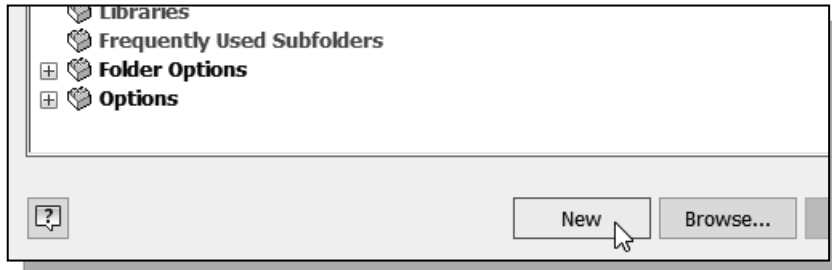 Libraries
Frequently Used Subfolders
Folder Options
Options
?
New Browse...